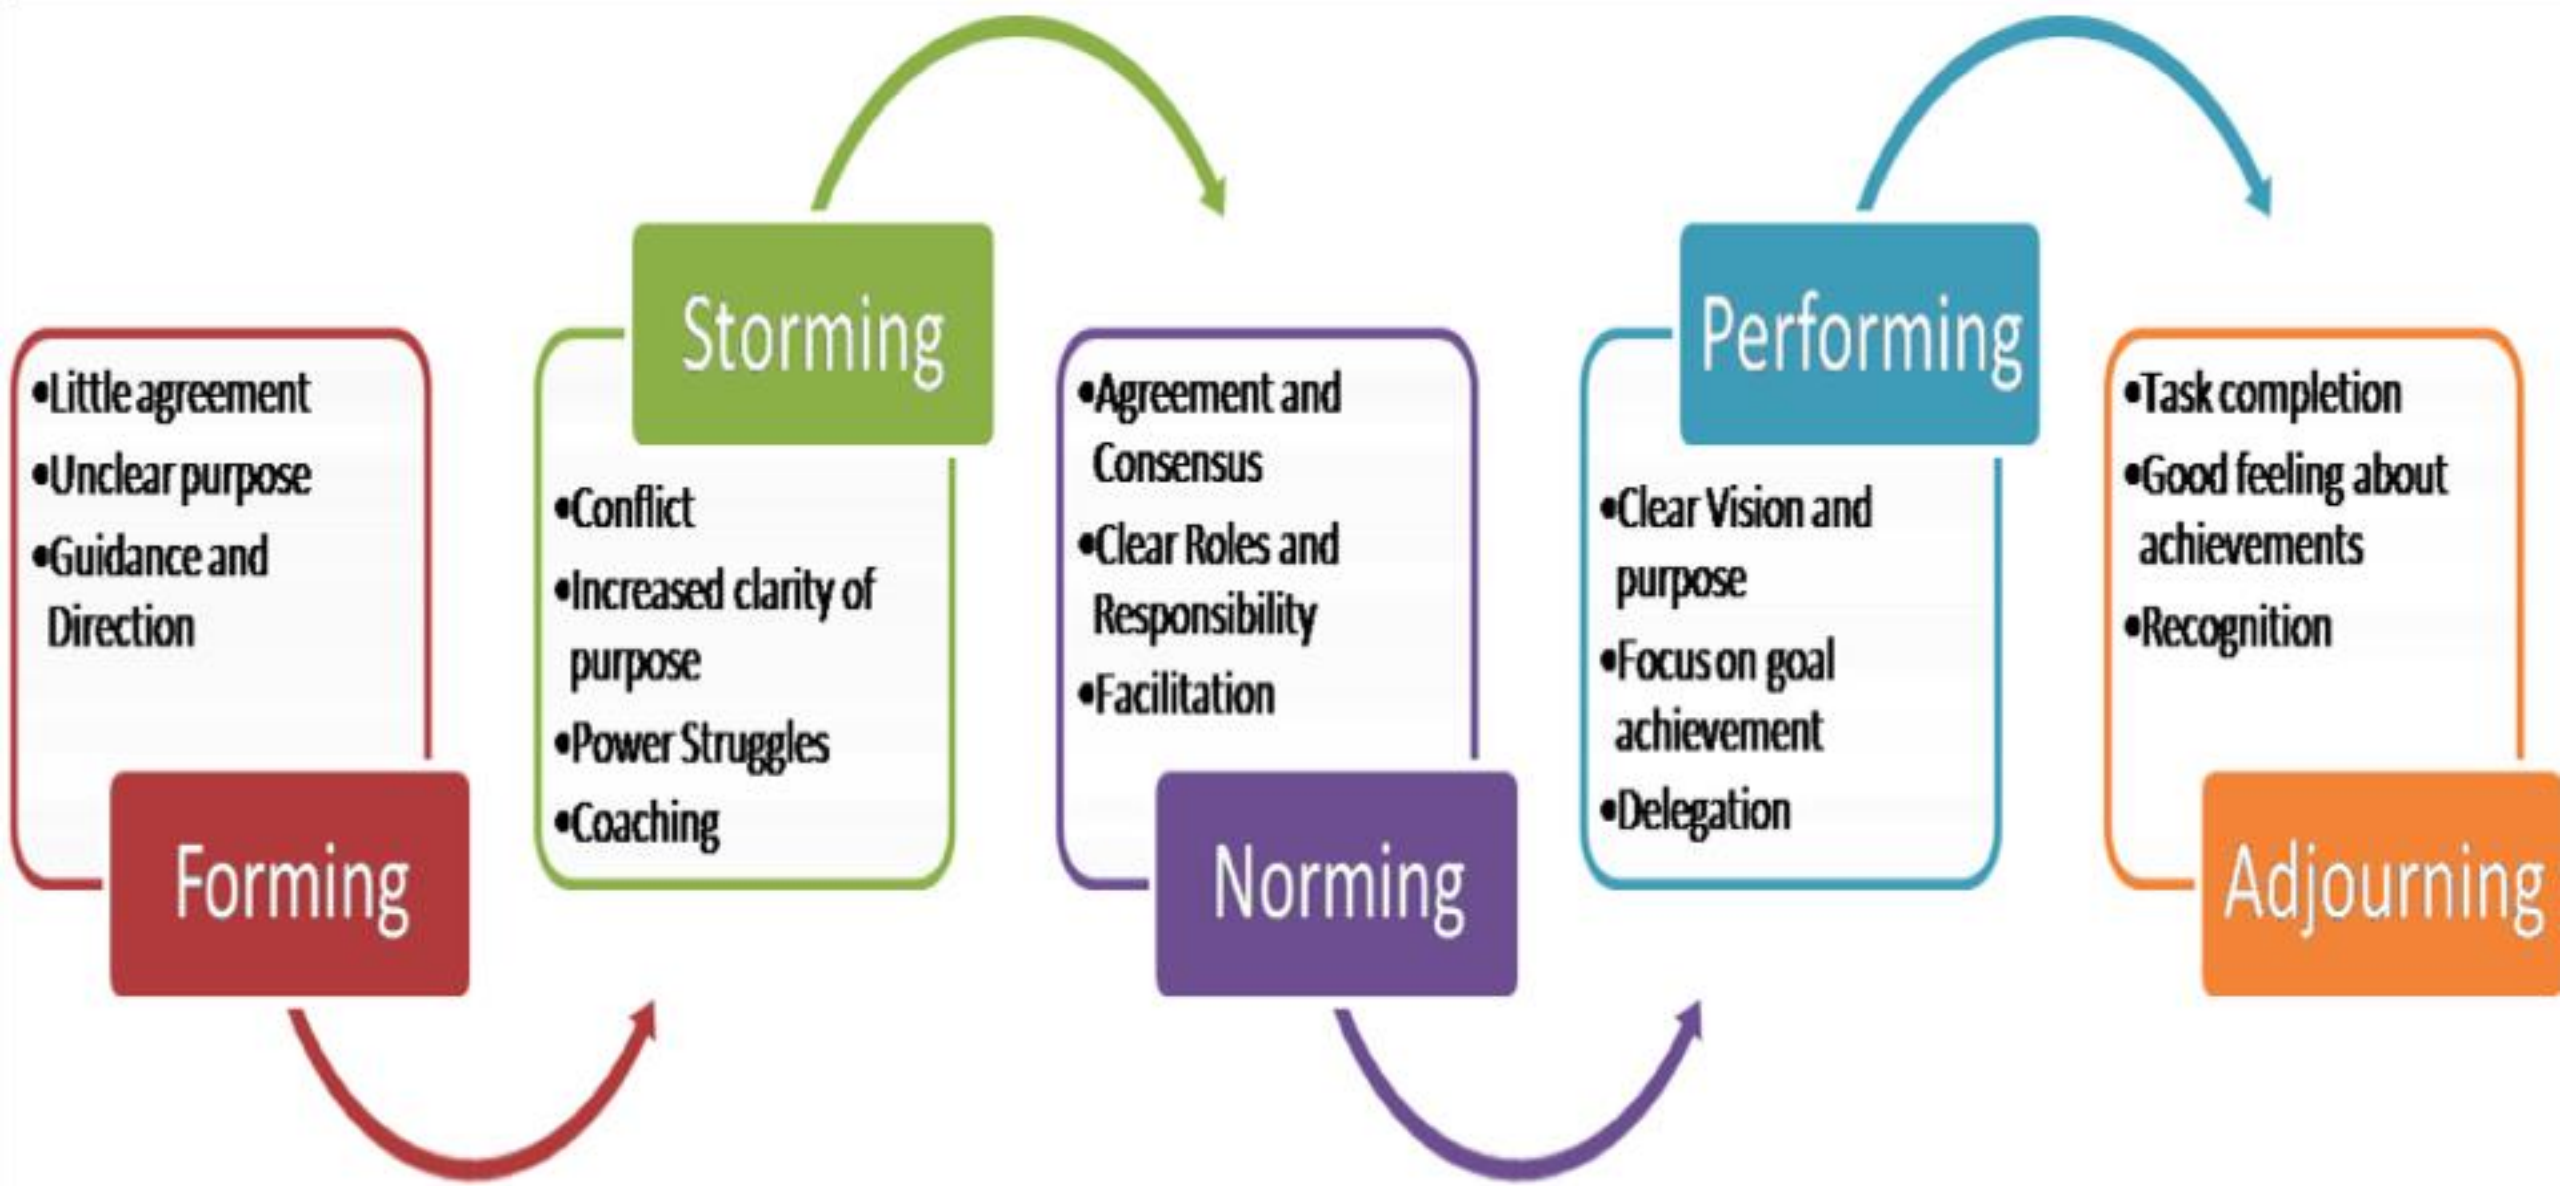 •Little agreement
•Unclear purpose
•Guidance and
Direction
Forming
Storming
•Conflict
•Increased clarity of
purpose
•Power Struggles
•Coaching
•Agreement and
Consensus
•Clear Roles and
Responsibility
•Facilitation
Norming
Performing
•Clear Vision and
purpose
•Focus on goal
achievement
•Delegation
•Task completion
•Good feeling about
achievements
•Recognition
Adjourning